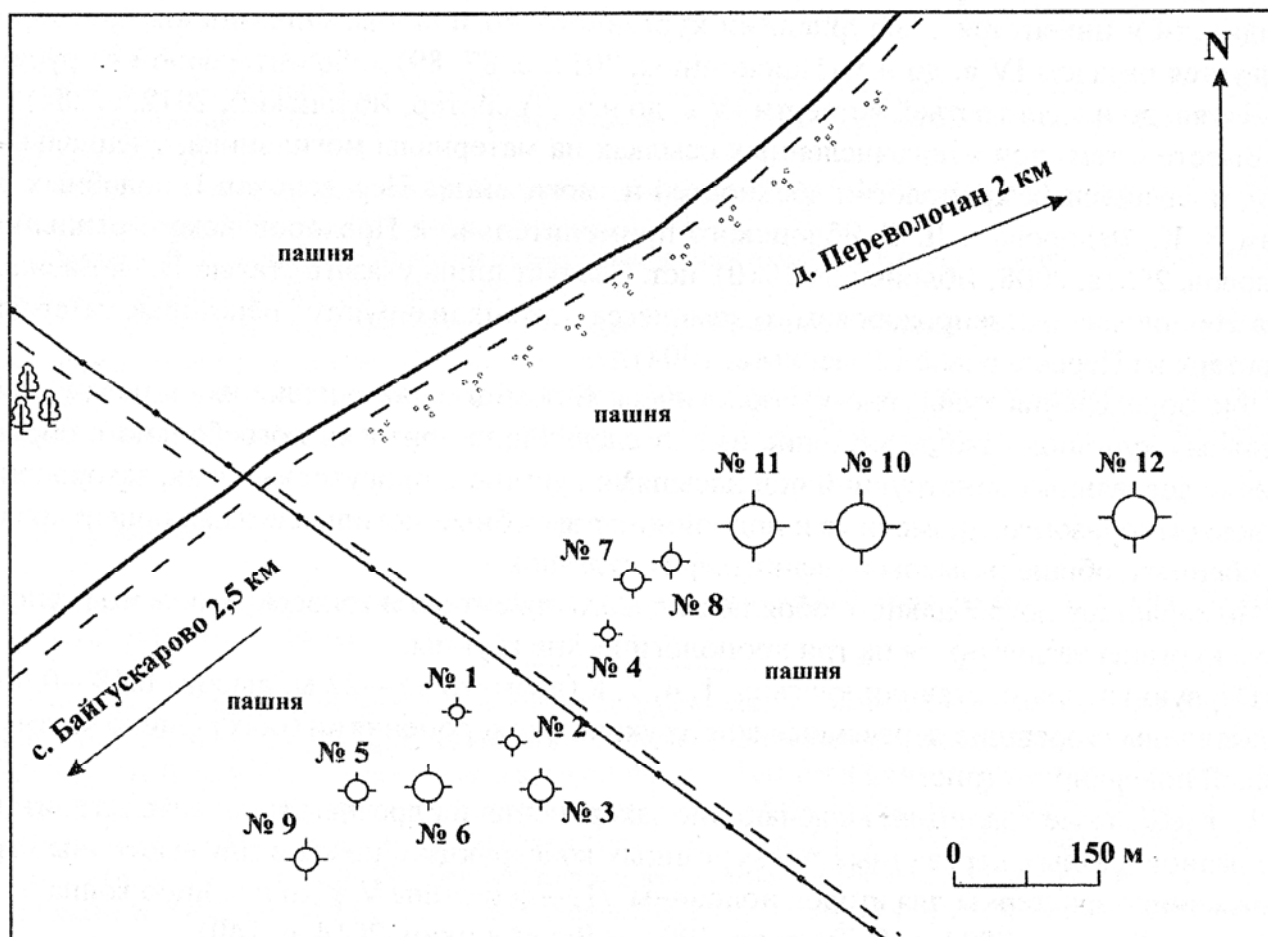 N
д. Переволочан 2 км
пашня
пашня
№ 11
№ 10
№ 12
№ 7
№ 8
№ 4
с. Байгускарово 2,5 км
пашня
пашня
№ 1
№ 2
№ 5
№ 3
№ 6
№ 9
0 150 м